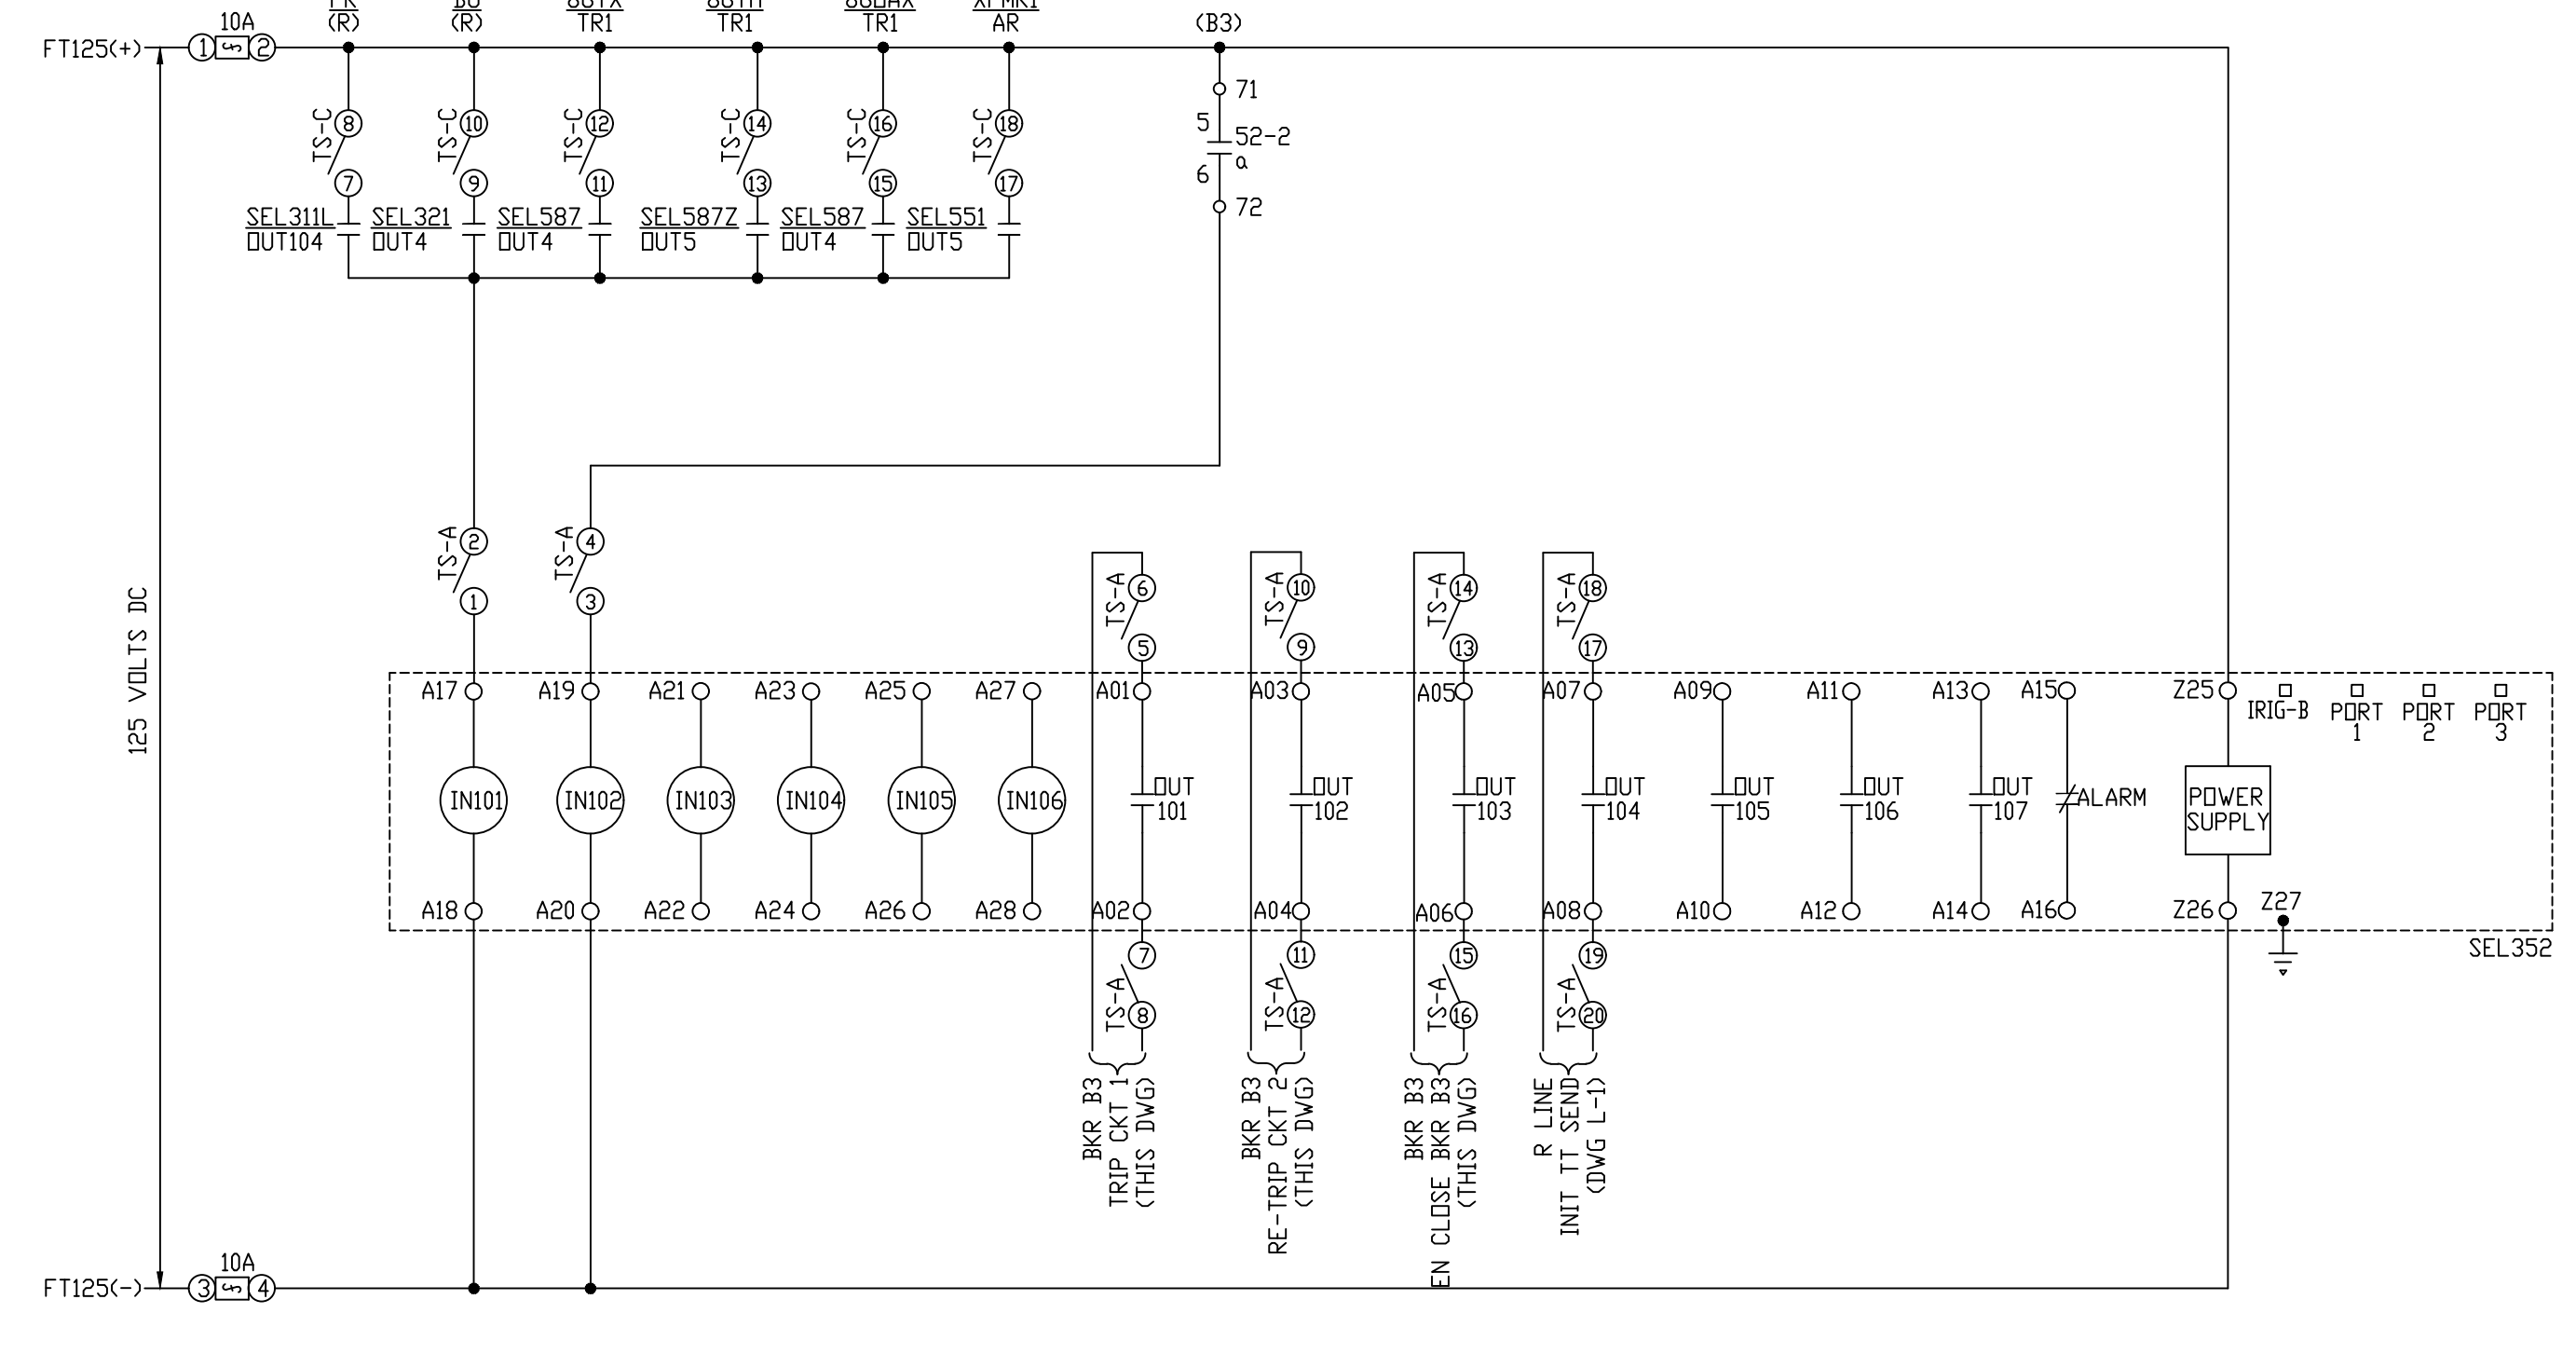 10A
(R)
(R)
TR1
TR1
TR1
AR
(B3)
FT125(+)
1
2
71
5
52-2
a
6
72
TS-C
8
7
TS-C
10
9
TS-C
12
11
TS-C
14
13
TS-C
16
15
TS-C
18
17
SEL311L
OUT104
SEL321
OUT4
SEL587
OUT4
SEL587Z
OUT5
SEL587
OUT4
SEL551
OUT5
125 VOLTS DC
TS-A
2
1
TS-A
4
3
TS-A
6
5
TS-A
10
9
TS-A
14
13
TS-A
18
17
A17
A19
A21
A23
A25
A27
A01
A03
A05
A07
A09
A11
A13
A15
Z25
IRIG-B
PORT
1
PORT
2
PORT
3
IN101
IN102
IN103
IN104
IN105
IN106
OUT
101
OUT
102
OUT
103
OUT
104
OUT
105
OUT
106
OUT
107
ALARM
POWER
SUPPLY
A18
A20
A22
A24
A26
A28
A02
A04
A06
A08
A10
A12
A14
A16
Z26
Z27
SEL352
7
TS-A
8
11
TS-A
12
15
TS-A
16
19
TS-A
20
BKR B3
TRIP CKT 1
(THIS DWG)
BKR B3
RE-TRIP CKT 2
(THIS DWG)
BKR B3
EN CLOSE BKR B3
(THIS DWG)
R LINE
INIT TT SEND
(DWG L-1)
10A
FT125(-)
3
4